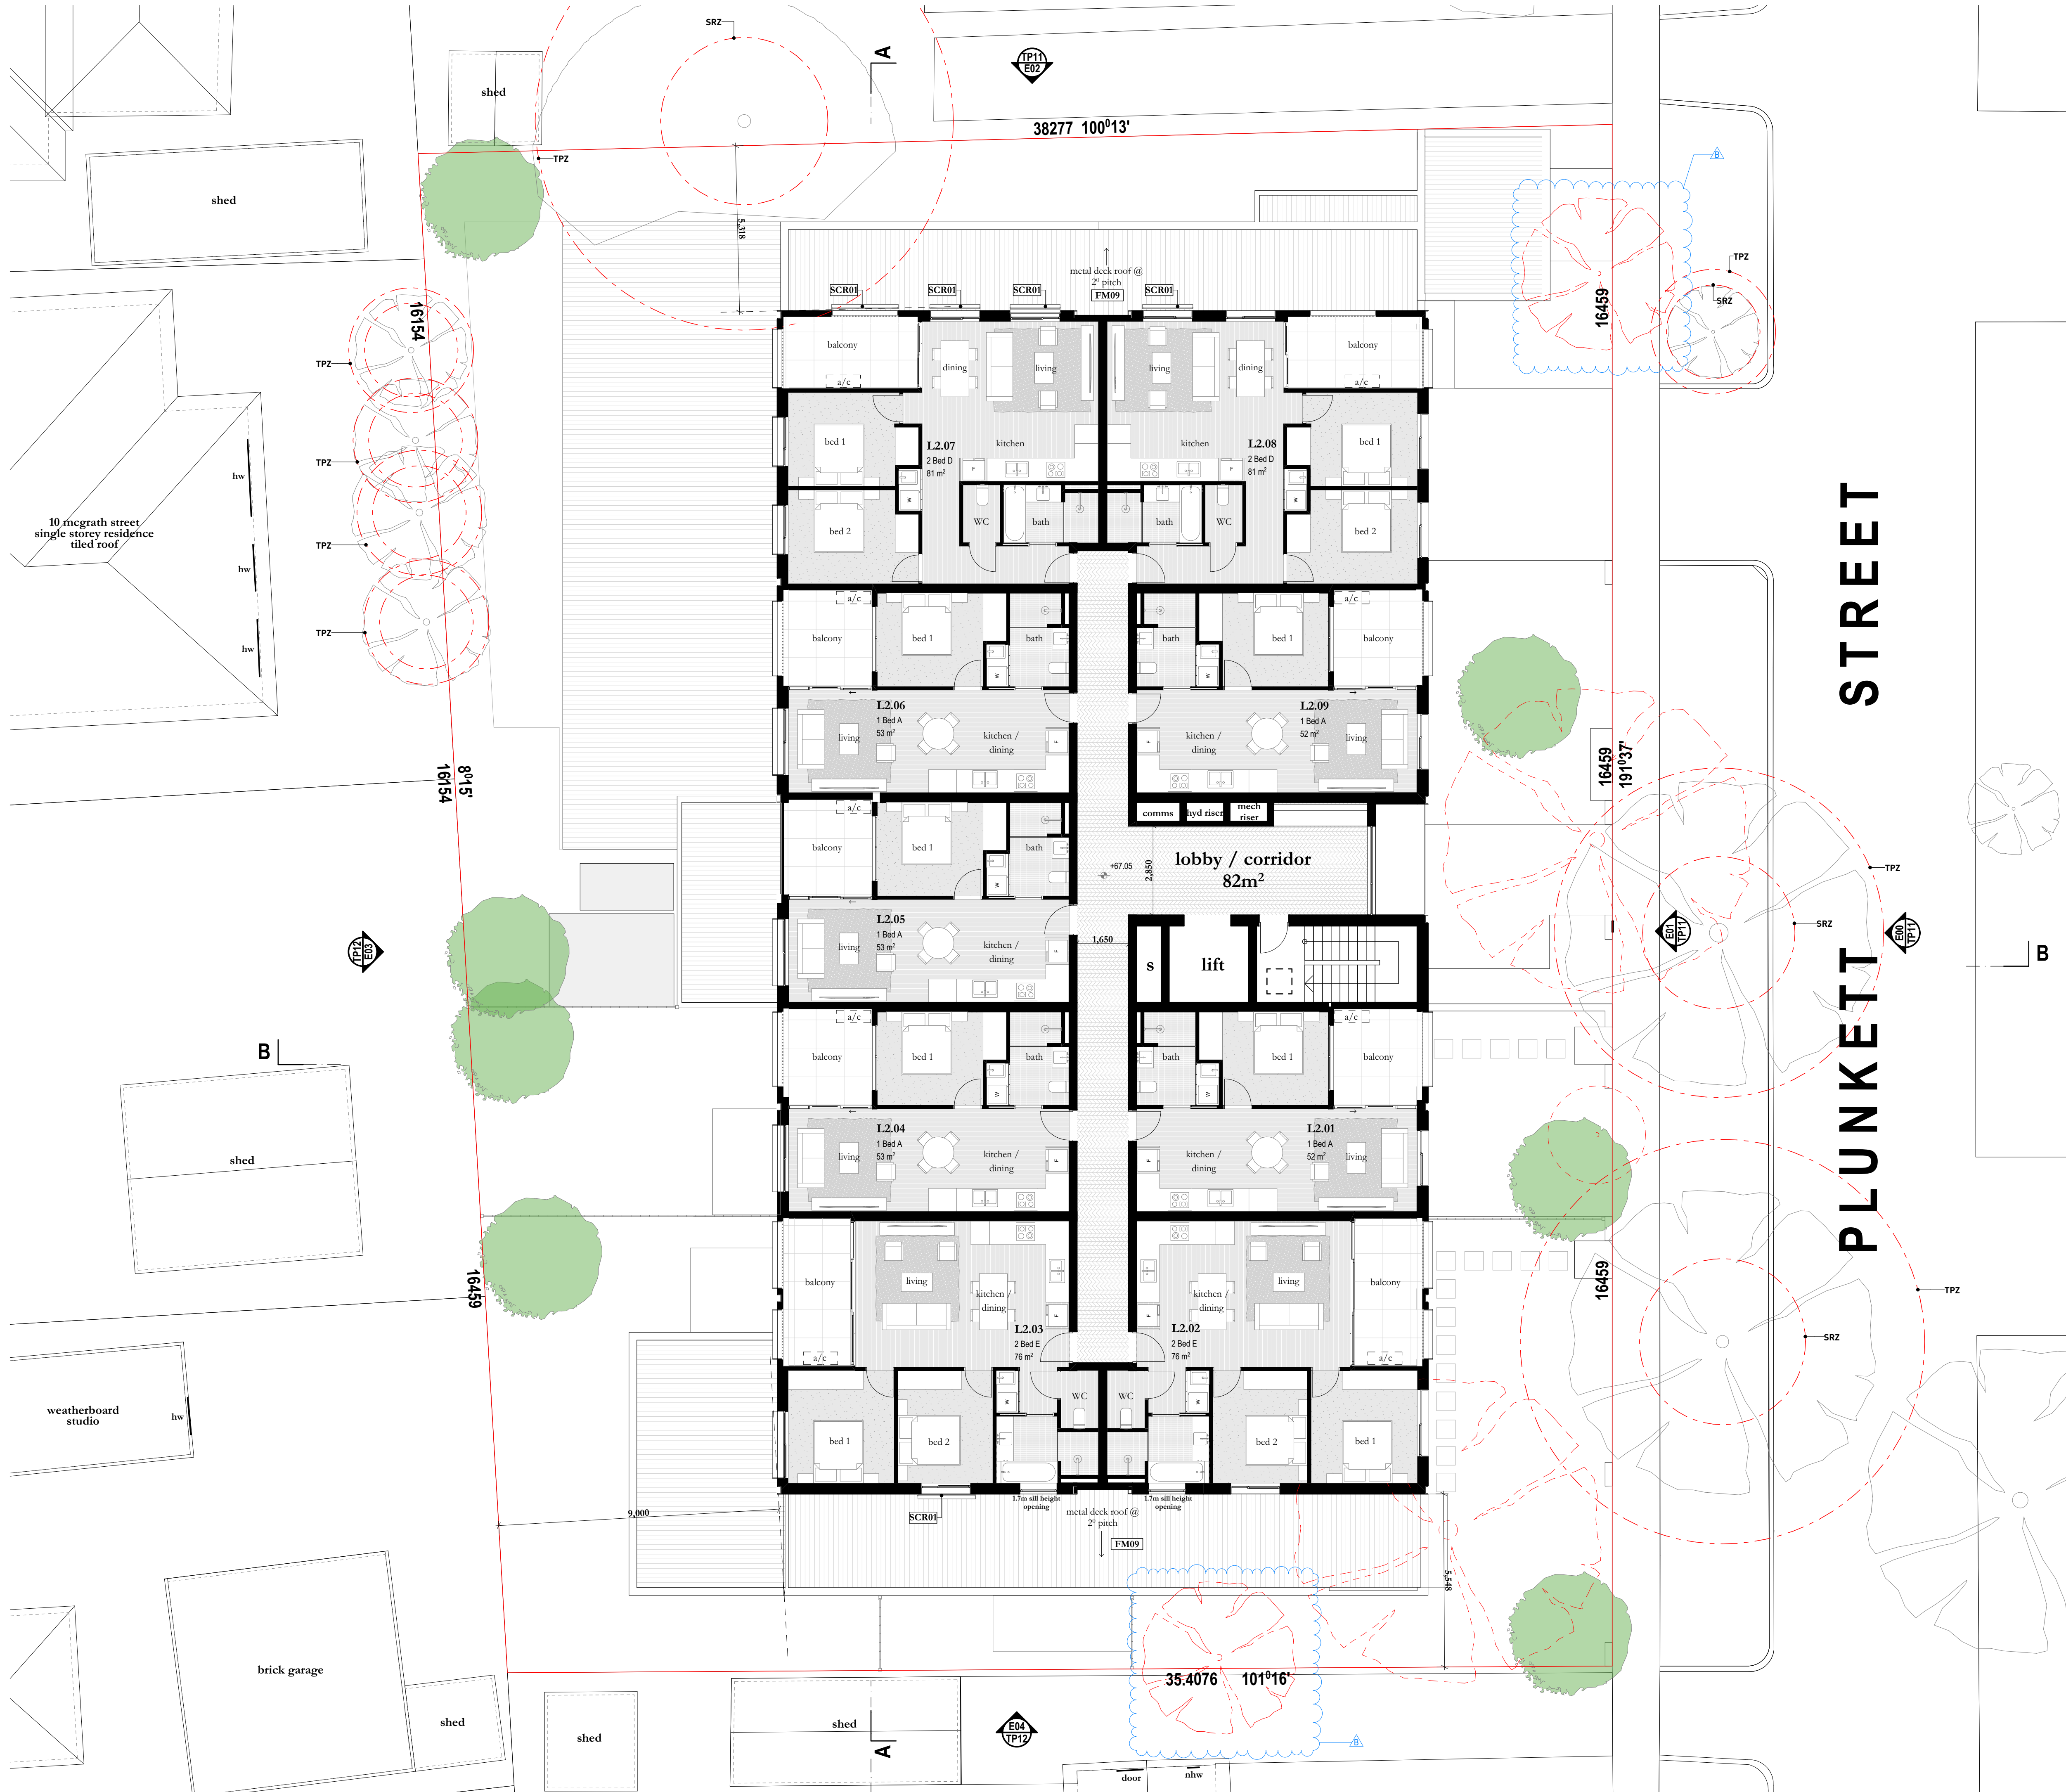 SRZ
A
TP11
E02
shed
38277 100⁰13'
TPZ
B
shed
5,318
TPZ
SRZ
metal deck roof @
2⁰ pitch
FM09
SCR01
SCR01
SCR01
SCR01
16154
16459
TPZ
balcony
dining
living
living
dining
balcony
a/c
a/c
bed 1
kitchen
kitchen
bed 1
L2.07
2 Bed D
81 m²
L2.08
2 Bed D
81 m²
TPZ
hw
F
F
W
W
10 mcgrath street
single storey residence
tiled roof
bed 2
WC
bath
bath
WC
bed 2
TPZ
hw
STREET
a/c
a/c
TPZ
hw
balcony
bed 1
bath
bath
bed 1
balcony
W
W
L2.06
1 Bed A
53 m²
L2.09
1 Bed A
52 m²
living
kitchen /
dining
F
F
kitchen /
dining
living
8⁰15'
16154
16459
191⁰37'
a/c
comms
hyd riser
mech
riser
balcony
bed 1
bath
W
+67.05
2,850
lobby / corridor
82m²
TPZ
L2.05
1 Bed A
53 m²
living
kitchen /
dining
F
1,650
s
lift
SRZ
E01
TP11
E00
TP11
TP12
E03
B
B
PLUNKETT
a/c
a/c
balcony
bed 1
bath
bath
bed 1
balcony
W
W
L2.04
1 Bed A
53 m²
L2.01
1 Bed A
52 m²
living
kitchen /
dining
F
F
kitchen /
dining
living
shed
16459
16459
balcony
living
kitchen /
dining
kitchen /
dining
living
balcony
F
F
TPZ
L2.03
2 Bed E
76 m²
L2.02
2 Bed E
76 m²
SRZ
a/c
a/c
W
WC
WC
W
weatherboard
studio
hw
bed 1
bed 2
bed 2
bed 1
1.7m sill height
opening
1.7m sill height
opening
9,000
SCR01
metal deck roof @
2⁰ pitch
FM09
5,548
brick garage
35.4076 101⁰16'
shed
shed
shed
E04
TP12
A
B
door
nhw